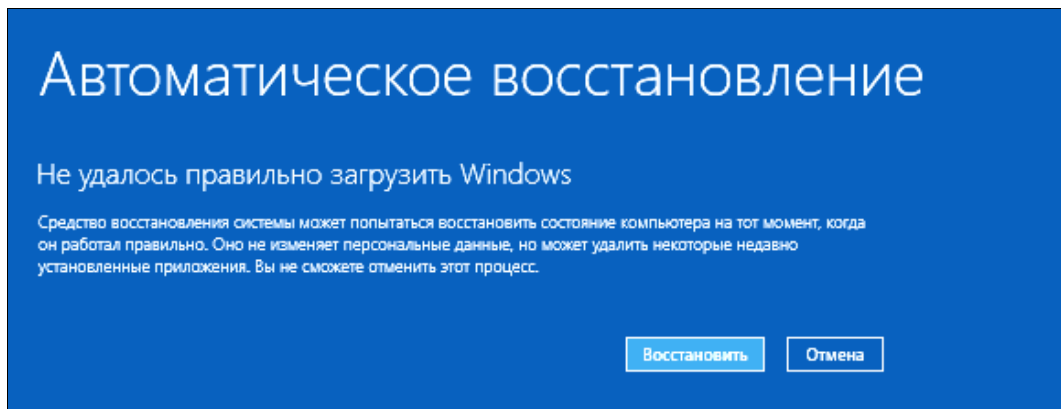 Автоматическое восстановление
Не удалось правильно загрузить Windows
Средство восстановления системы может попытаться восстановить состояние компьютера на тот момент, когда
он работал правильно. Оно не изменяет персональные данные, но может удалить некоторые недавно
установленные приложения. Вы не сможете отменить этот процесс.
Восстановить Отмена